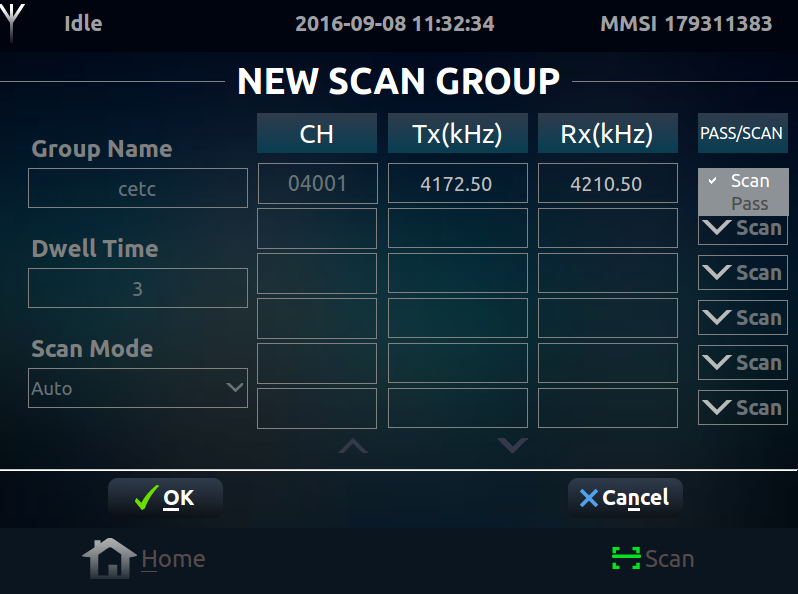 Idle 2016-09-08 11:32:34 MMSI 179311383
NEW SCAN GROUP
CH Tx(kHz) Rx(kHz) PASS/SCAN
Group Name
cetc 04001 4172.50 4210.50 Scan
Pass
Scan
Dwell Time
Scan
3
Scan
Scan Mode
Scan
Auto
Scan
OK Cancel
Home Scan